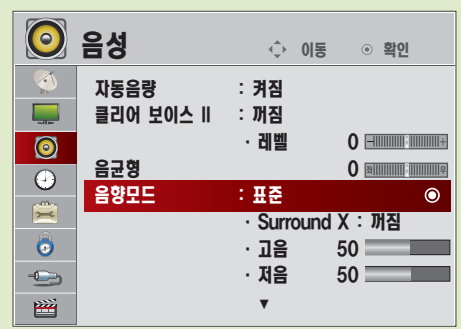 음성
이동 확인
자동음량 : 켜짐
클리어 보이스 II : 꺼짐
· 레벨 0 - +
음균형 0 좌 우
음향모드 : 표준
· Surround X : 꺼짐
· 고음 50
· 저음 50
▼